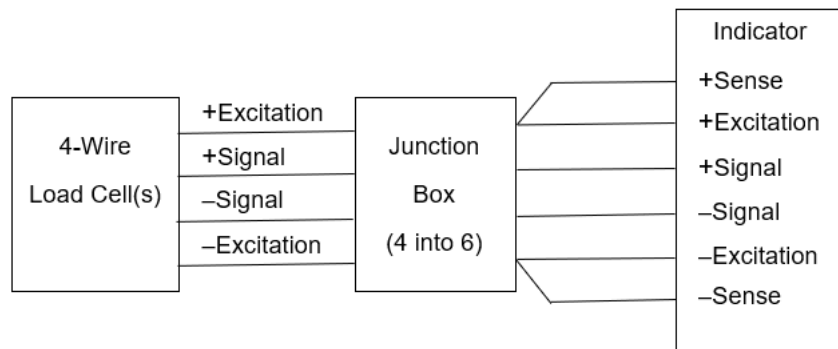 4-Wire
Load Cell(s)
+Excitation
+Signal
–Signal
–Excitation
Junction
Box
(4 into 6)
Indicator
+Sense
+Excitation
+Signal
–Signal
–Excitation
–Sense